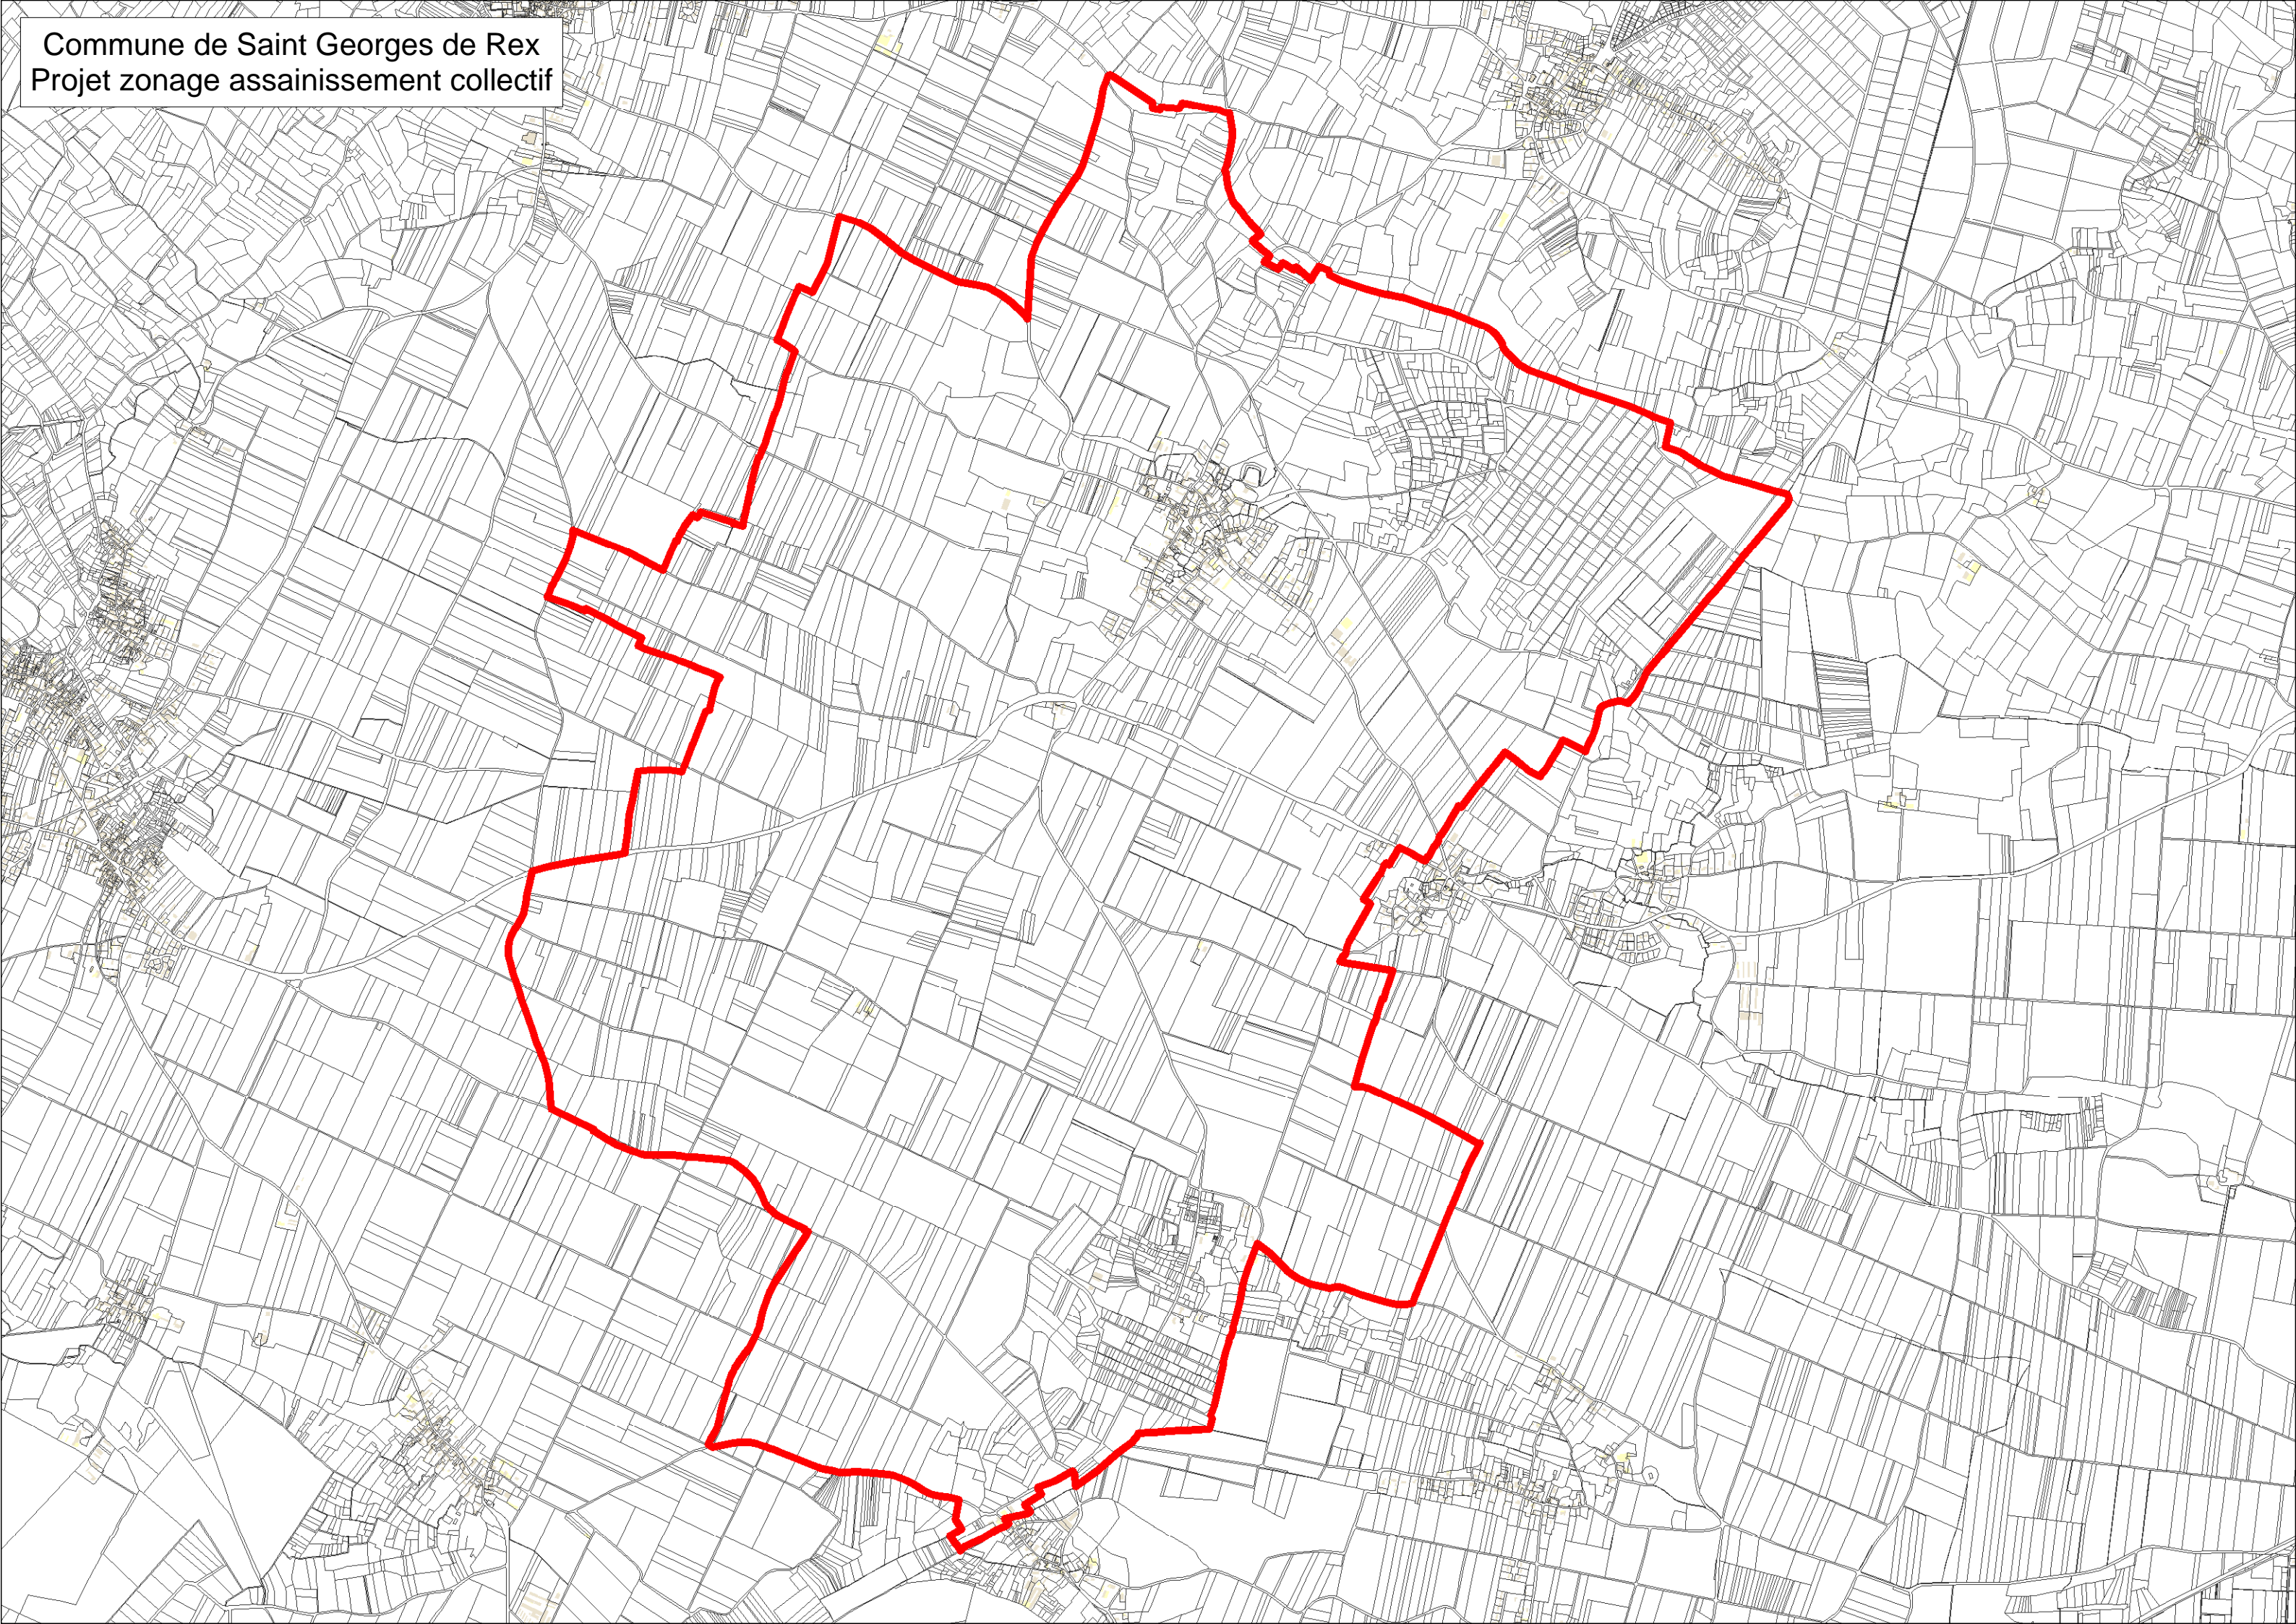 Commune de Saint Georges de Rex
Projet zonage assainissement collectif